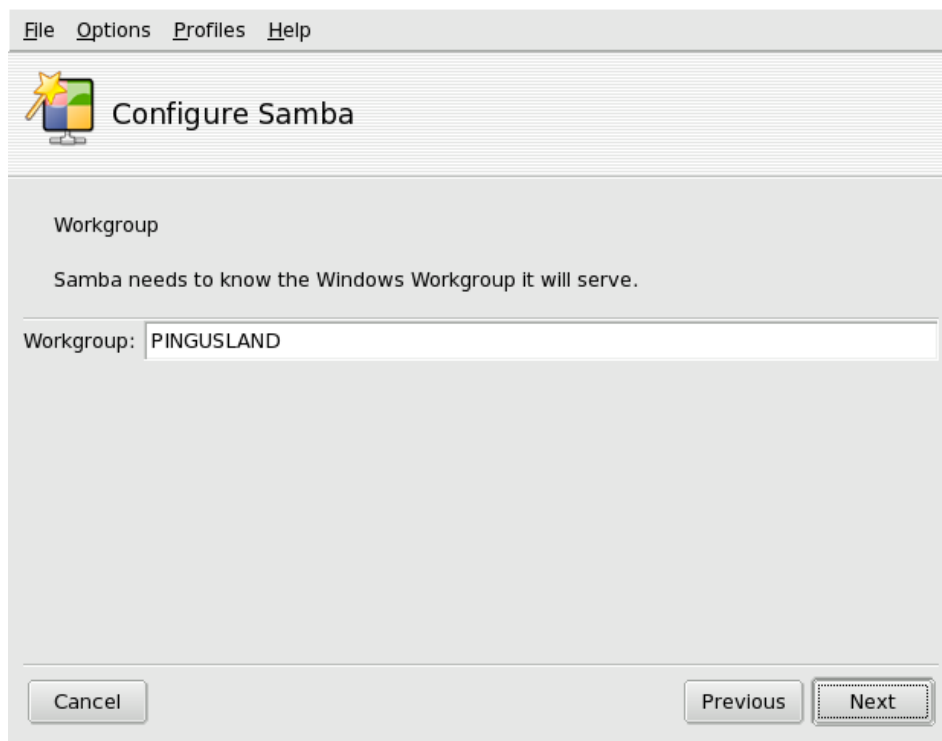 File Options Profiles Help
Configure Samba
Workgroup
Samba needs to know the Windows Workgroup it will serve.
Workgroup: PINGUSLAND
Cancel Previous Next